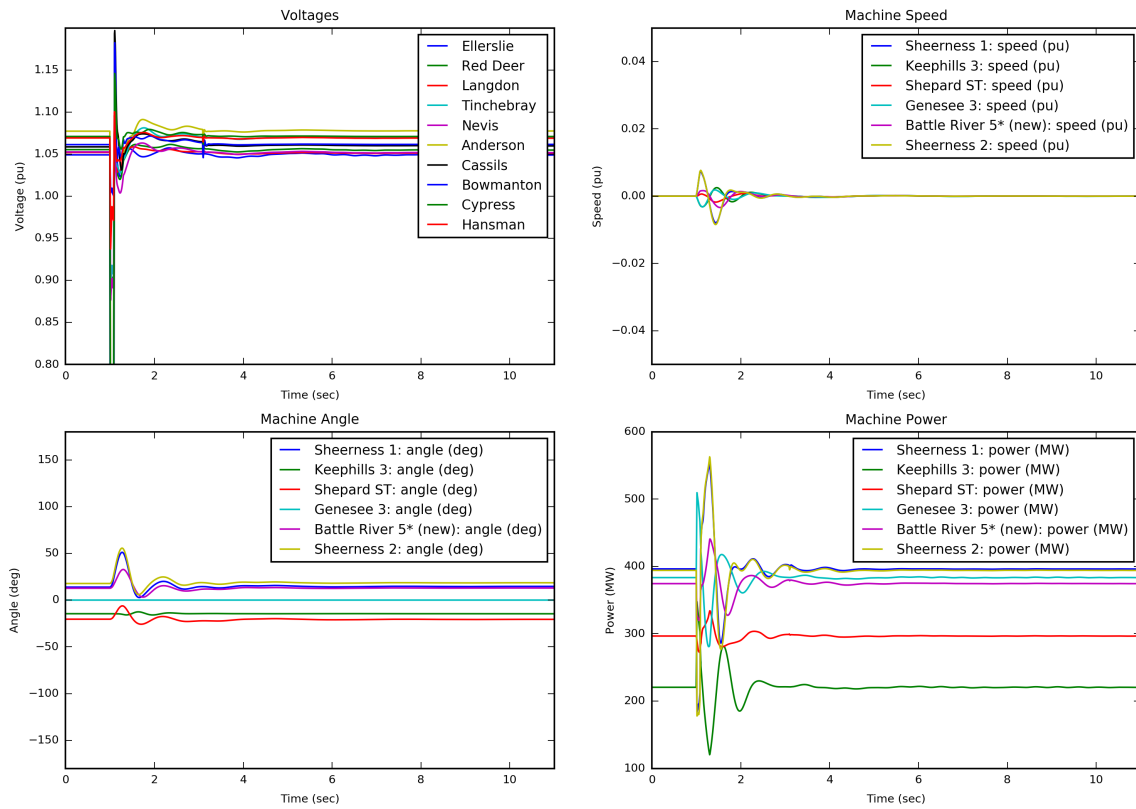 Voltages
1.15
1.10
1.05
1.00
0.95
0.90
0.85
0.80
Voltage (pu)
Ellerslie
Red Deer
Langdon
Tinchebray
Nevis
Anderson
Cassils
Bowmanton
Cypress
Hansman
0 2 4 6 8 10
Time (sec)
Machine Speed
0.04
0.02
0.00
−0.02
−0.04
Speed (pu)
Sheerness 1: speed (pu)
Keephills 3: speed (pu)
Shepard ST: speed (pu)
Genesee 3: speed (pu)
Battle River 5* (new): speed (pu)
Sheerness 2: speed (pu)
0 2 4 6 8 10
Time (sec)
Machine Angle
150
100
50
0
−50
−100
−150
Angle (deg)
Sheerness 1: angle (deg)
Keephills 3: angle (deg)
Shepard ST: angle (deg)
Genesee 3: angle (deg)
Battle River 5* (new): angle (deg)
Sheerness 2: angle (deg)
0 2 4 6 8 10
Time (sec)
Machine Power
600
500
400
300
200
100
Power (MW)
Sheerness 1: power (MW)
Keephills 3: power (MW)
Shepard ST: power (MW)
Genesee 3: power (MW)
Battle River 5* (new): power (MW)
Sheerness 2: power (MW)
0 2 4 6 8 10
Time (sec)